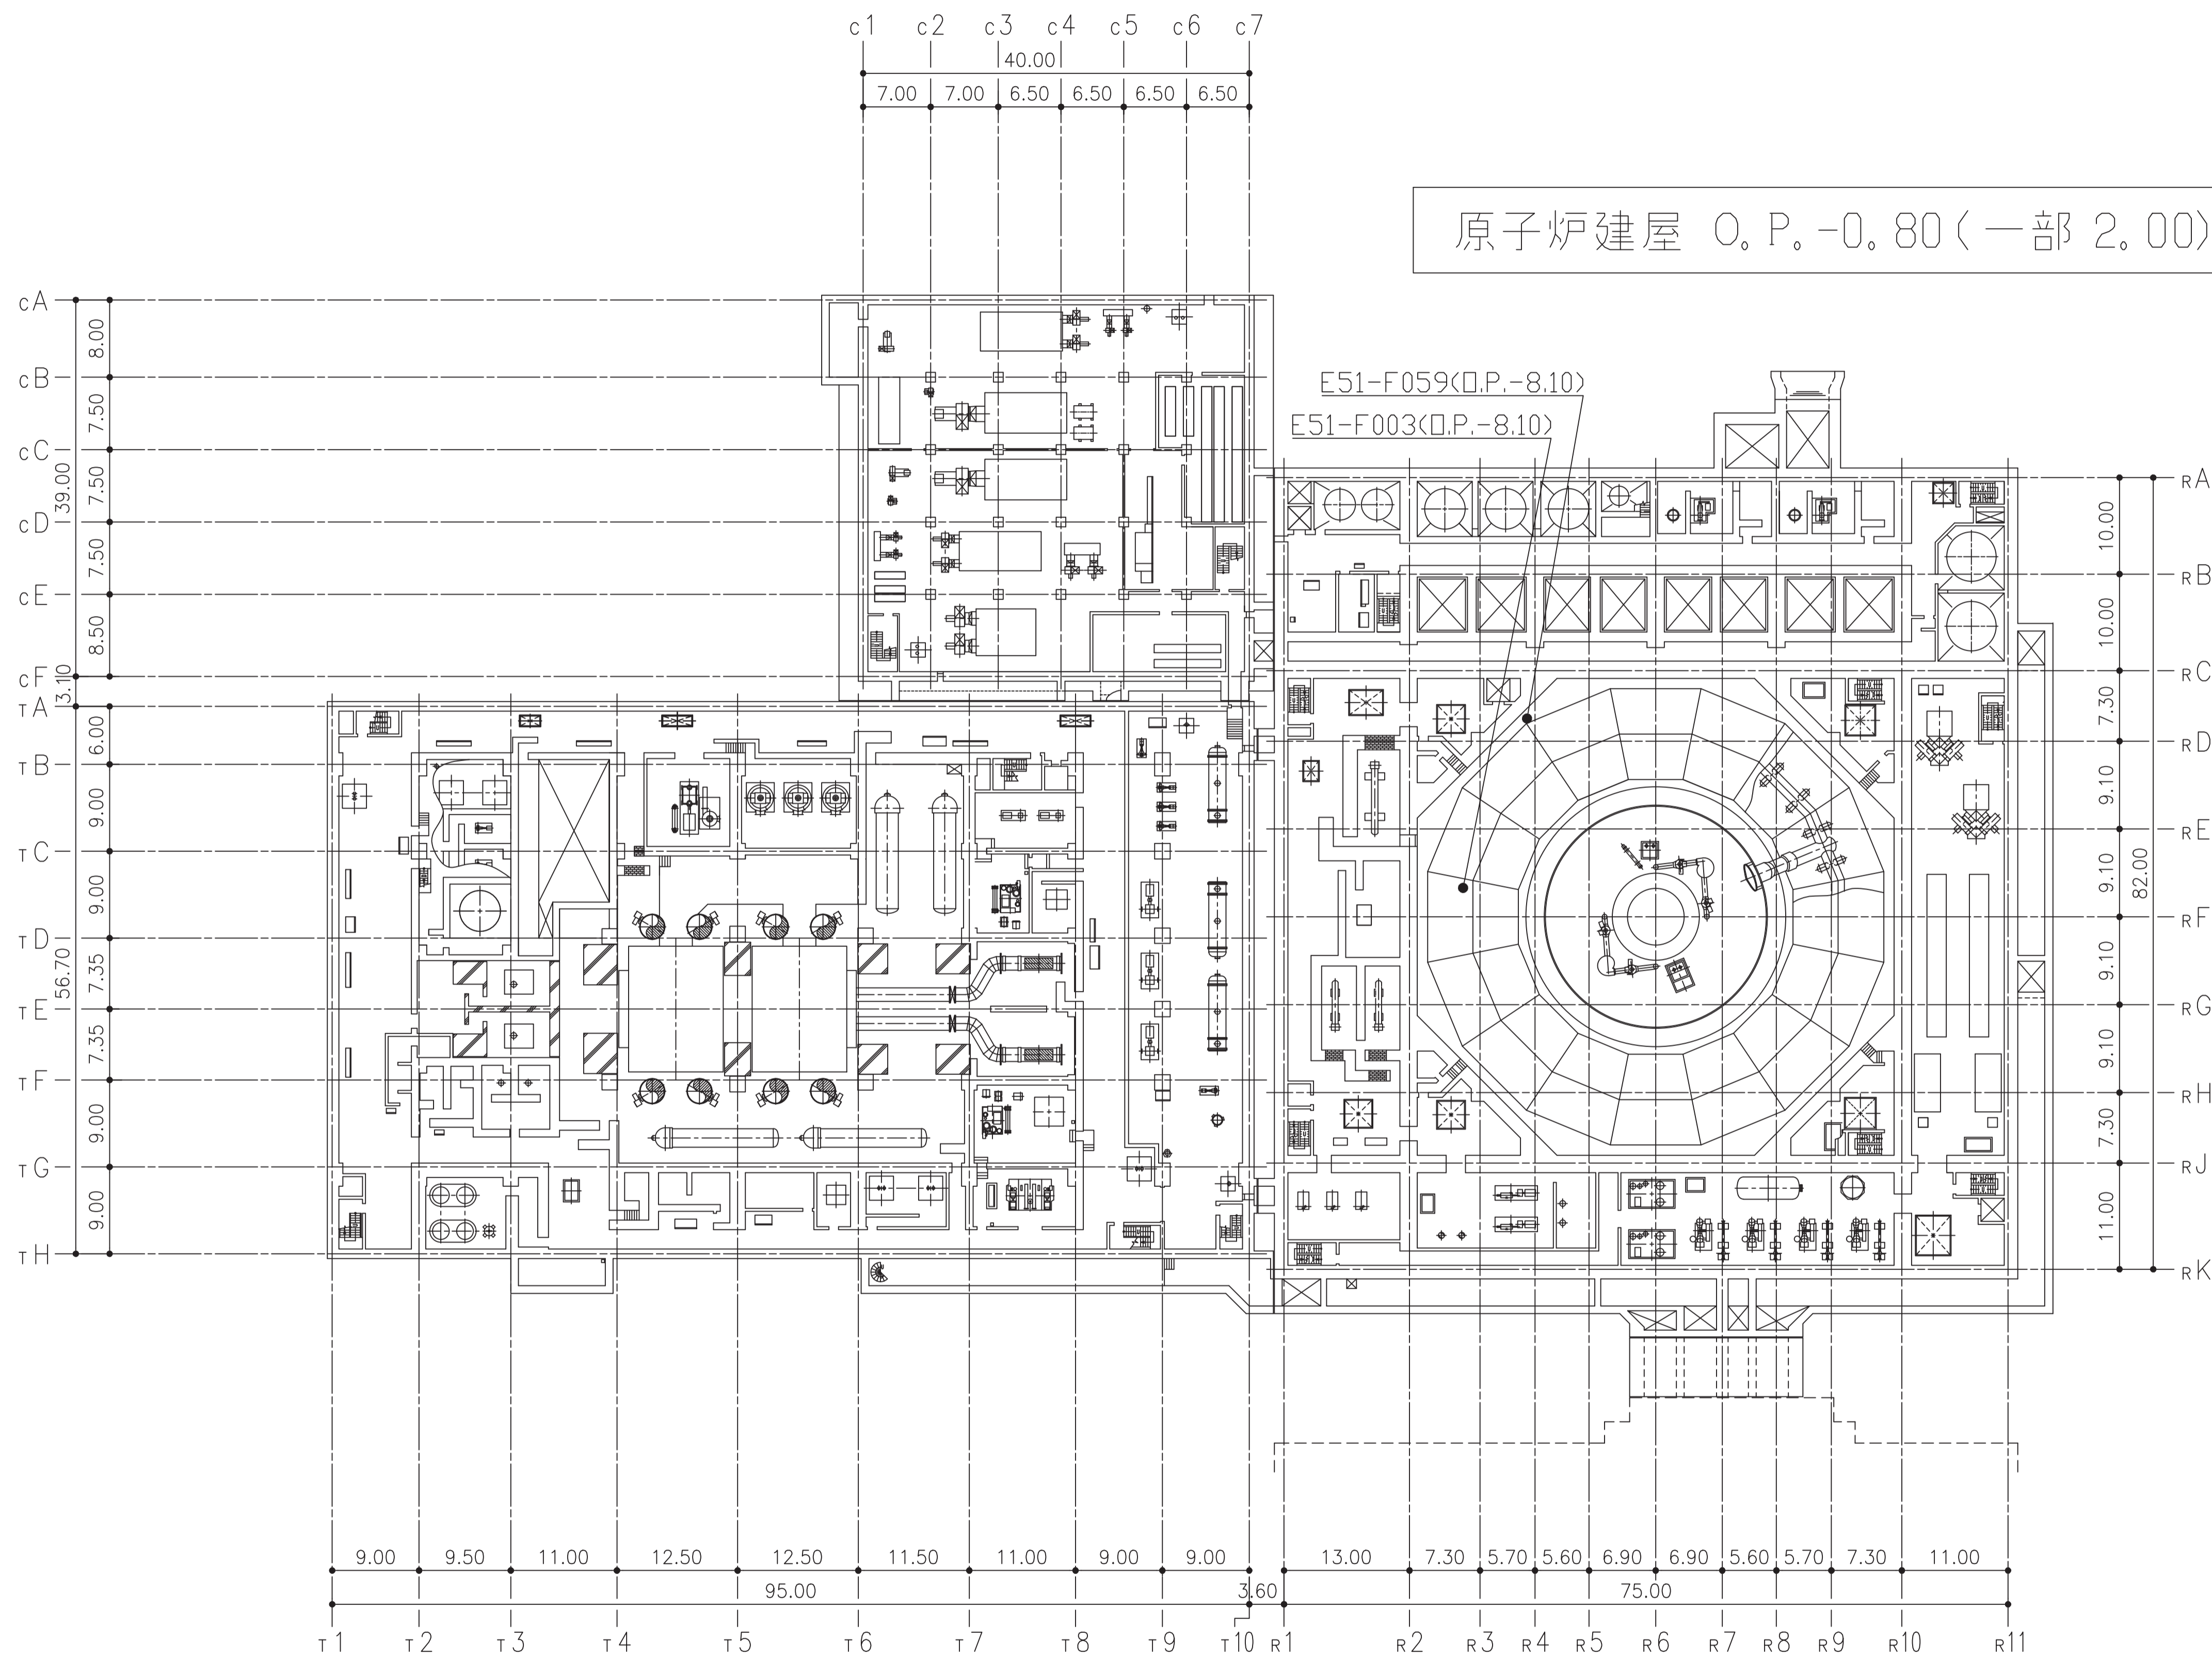 c1 c2 c3 c4 c5 c6 c7
40.00
7.00 7.00 6.50 6.50 6.50 6.50
原子炉建屋 O.P.-0.80(一部 2.00)
cA
cB
cC
cD
cE
cF
TA
TB
TC
TD
TE
TF
TG
TH
8.00
7.50
7.50
7.50
8.50
39.00
3.10
6.00
9.00
9.00
7.35
7.35
9.00
9.00
56.70
E51-F059(O.P.-8.10)
E51-F003(O.P.-8.10)
RA
RB
RC
RD
RE
RF
RG
RH
RJ
RK
10.00
10.00
7.30
9.10
9.10
9.10
9.10
7.30
11.00
82.00
9.00 9.50 11.00 12.50 12.50 11.50 11.00 9.00 9.00 13.00 7.30 5.70 5.60 6.90 6.90 5.60 5.70 7.30 11.00
95.00 3.60 75.00
T1 T2 T3 T4 T5 T6 T7 T8 T9 T10 R1 R2 R3 R4 R5 R6 R7 R8 R9 R10 R11